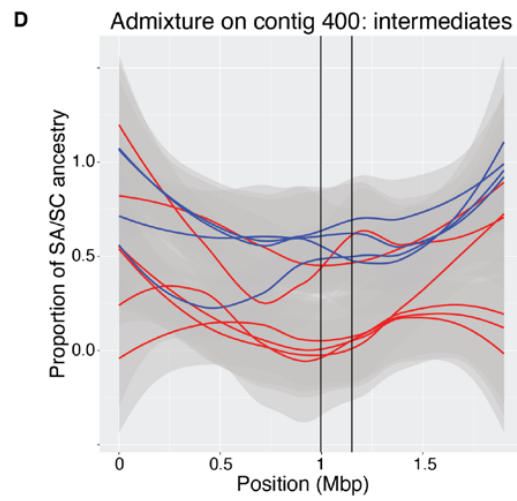 D
Admixture on contig 400: intermediates
Proportion of SA/SC ancestry
1.0
0.5
0.0
0 0.5 1 1.5
Position (Mbp)